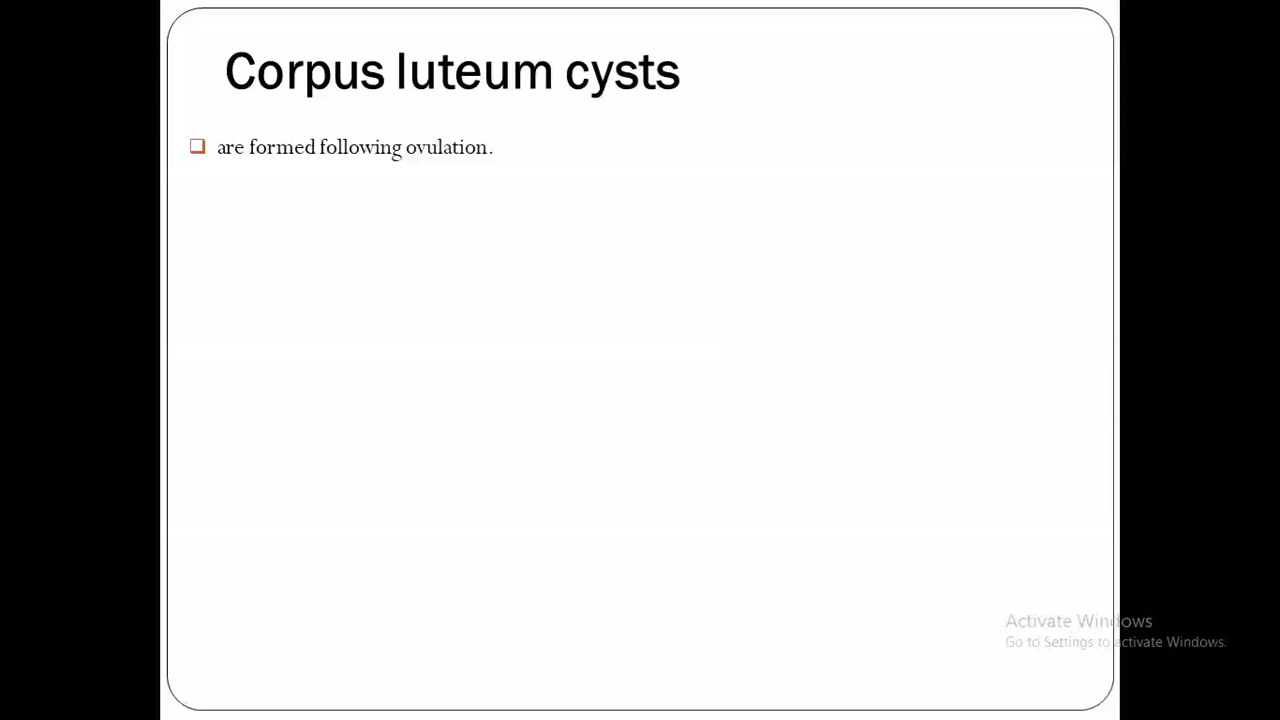 Corpus luteum cysts
are formed following ovulation.
Activate Windows
Go to Settings to activate Windows.